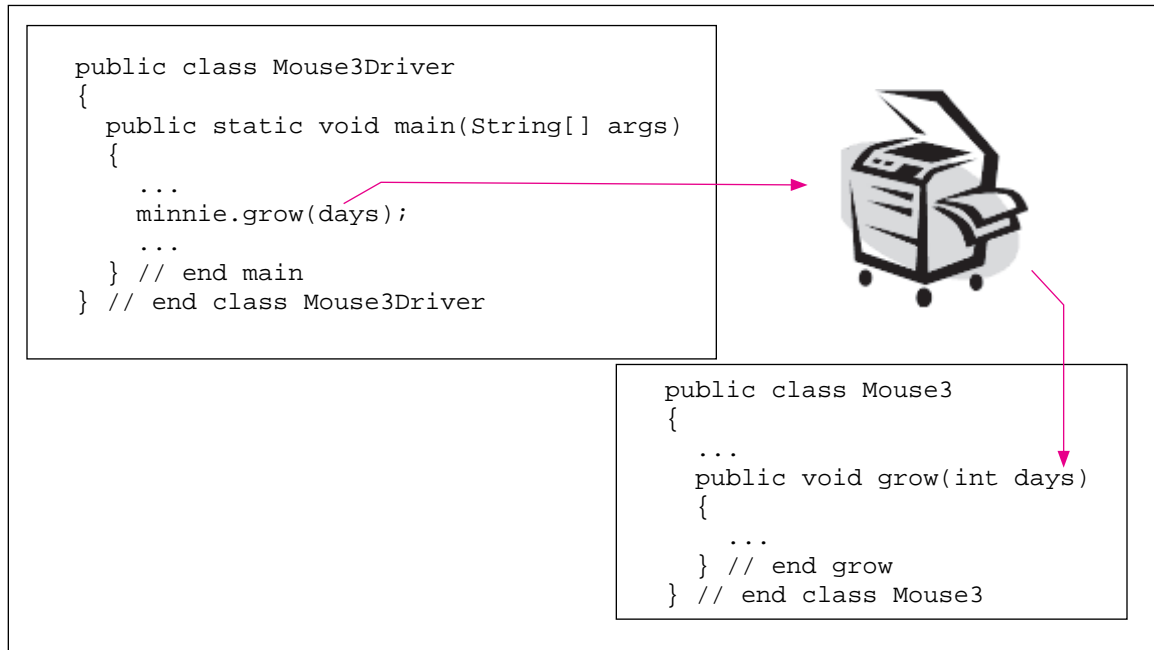 public class Mouse3Driver
{
  public static void main(String[] args)
  {
    ...
    minnie.grow(days);
    ...
  } // end main
} // end class Mouse3Driver
public class Mouse3
{
  ...
  public void grow(int days)
  {
    ...
  } // end grow
} // end class Mouse3